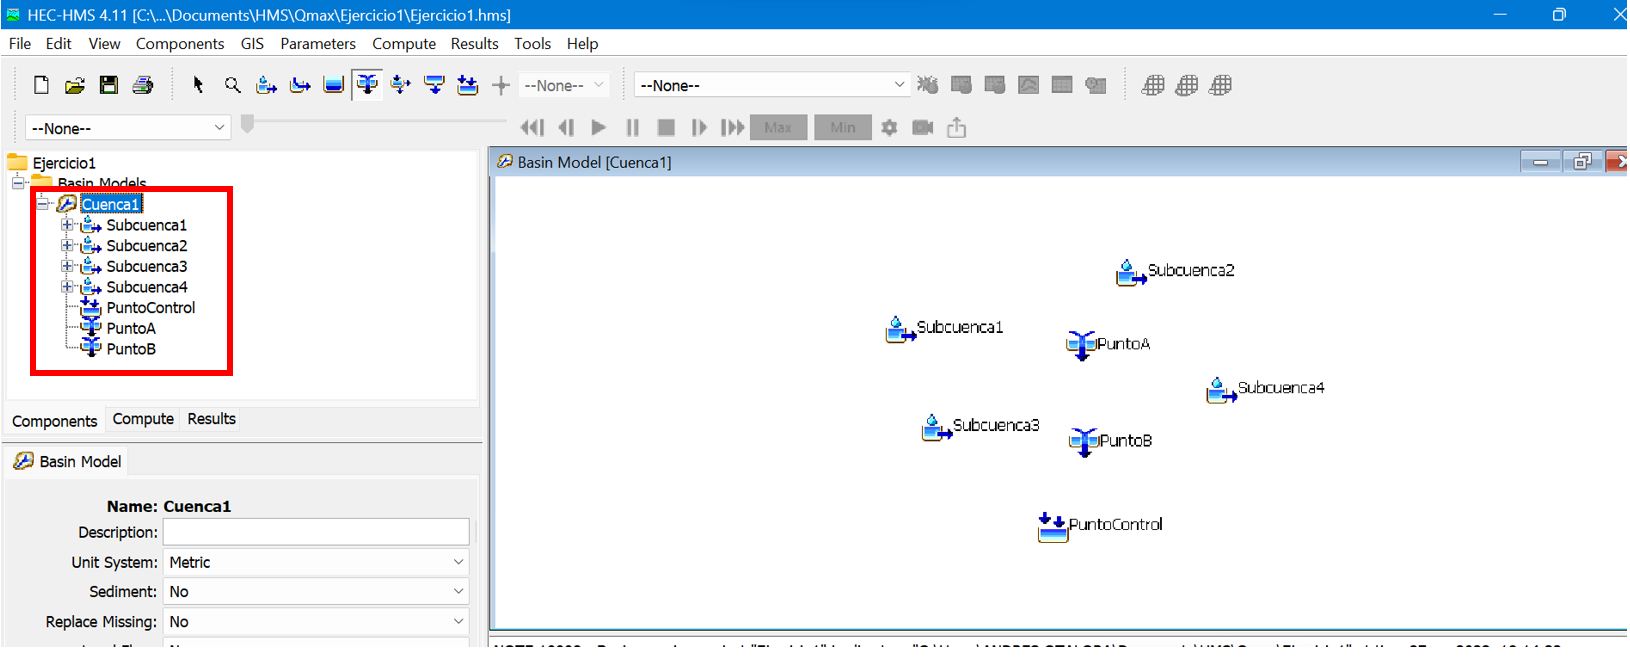 HEC-HMS 4.11 [C:\...\Documents\HMS\Qmax\Ejercicio1\Ejercicio1.hms]
File Edit View Components GIS Parameters Compute Results Tools Help
--None-- --None--
--None-- Max Min
Ejercicio1
Basin Models
Cuenca1
Subcuenca1
Subcuenca2
Subcuenca3
Subcuenca4
PuntoControl
PuntoA
PuntoB
Components Compute Results
Basin Model
Name: Cuenca1
Description:
Unit System: Metric
Sediment: No
Replace Missing: No
Basin Model [Cuenca1]
Subcuenca2
Subcuenca1
PuntoA
Subcuenca4
Subcuenca3
PuntoB
PuntoControl